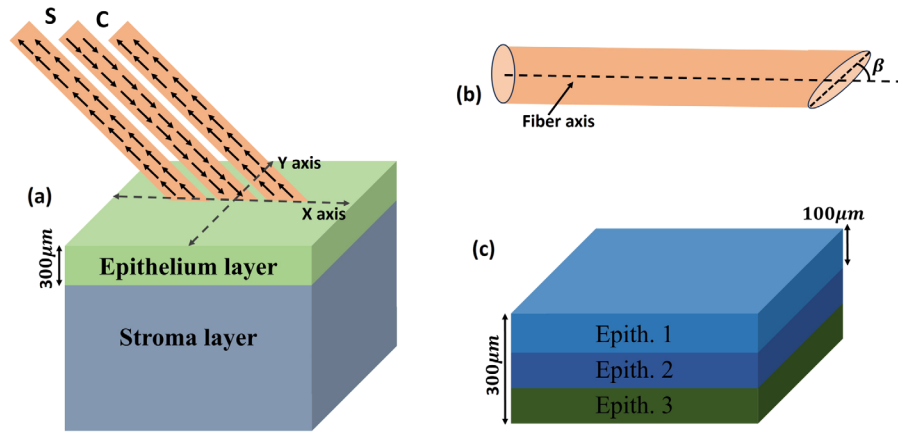 S C
(a)
Y axis
X axis
300μm
Epithelium layer
Stroma layer
(b)
β
Fiber axis
(c)
100μm
300μm
Epith. 1
Epith. 2
Epith. 3